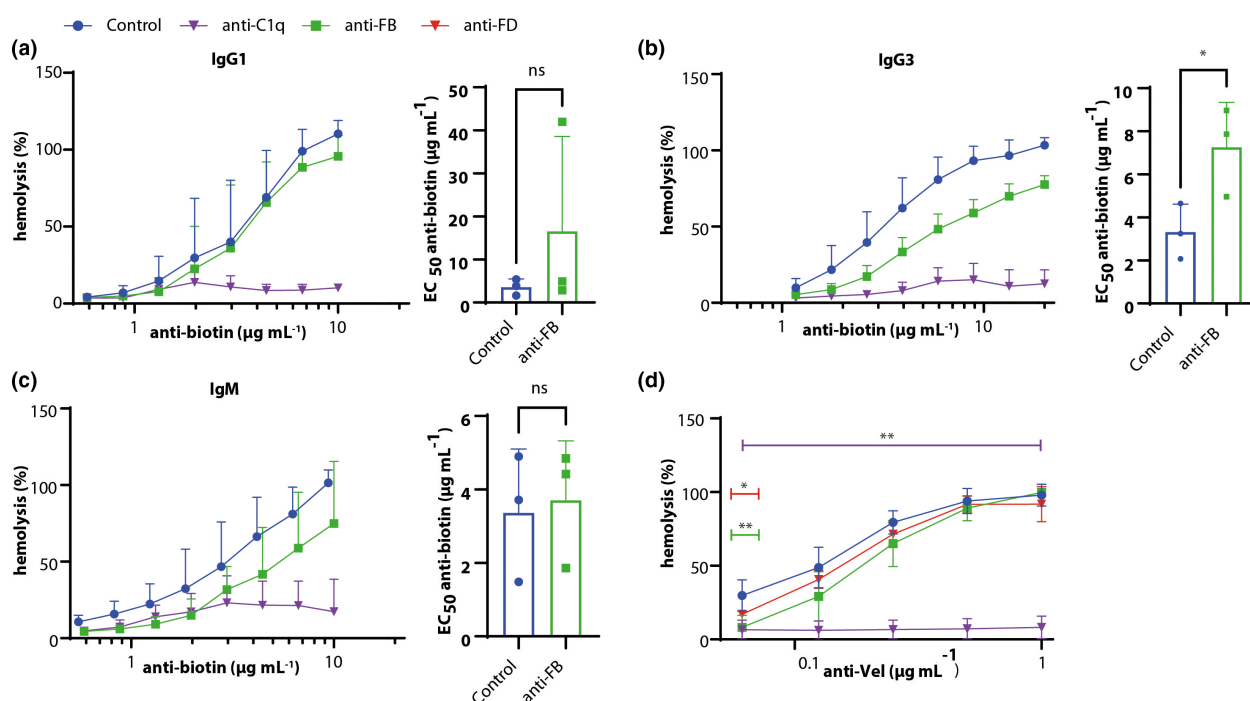 Control anti-C1q anti-FB anti-FD
(a)
IgG1
hemolysis (%)
150
100
50
0
1 10
anti-biotin (µg mL-1)
ns
EC 50 anti-biotin (µg mL-1)
50
40
30
20
10
0
Control
anti-FB
(b)
IgG3
hemolysis (%)
150
100
50
0
1 10
anti-biotin (µg mL-1)
*
EC50 anti-biotin (µg mL-1)
10
8
6
4
2
0
Control
anti-FB
(c)
IgM
hemolysis (%)
150
100
50
0
1 10
anti-biotin (µg mL-1)
ns
EC50 anti-biotin (µg mL-1)
6
4
2
0
Control
anti-FB
(d)
hemolysis (%)
150
100
50
0
**
*
**
0.1 1
anti-Vel (µg mL-1)